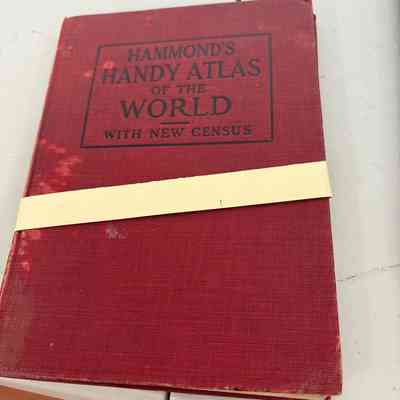 HAMMOND'S
HANDY ATLAS
OF THE
WORLD
WITH NEW CENSUS